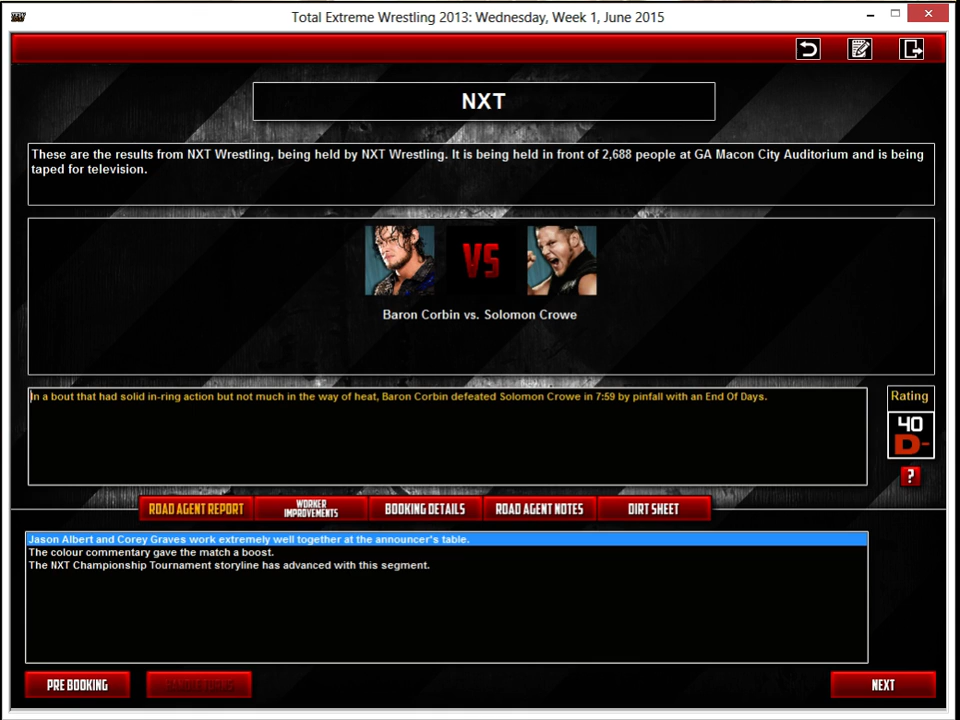 Total Extreme Wrestling 2013: Wednesday, Week 1, June 2015
NXT
These are the results from NXT Wrestling, being held by NXT Wrestling. It is being held in front of 2,688 people at GA Macon City Auditorium and is being
taped for television.
VS
Baron Corbin vs. Solomon Crowe
In a bout that had solid in-ring action but not much in the way of heat, Baron Corbin defeated Solomon Crowe in 7:59 by pinfall with an End Of Days.
Rating
40
D-
?
ROAD AGENT REPORT
WORKER
IMPROVEMENTS
BOOKING DETAILS
ROAD AGENT NOTES
DIRT SHEET
Jason Albert and Corey Graves work extremely well together at the announcer's table.
The colour commentary gave the match a boost.
The NXT Championship Tournament storyline has advanced with this segment.
PRE BOOKING
NEXT